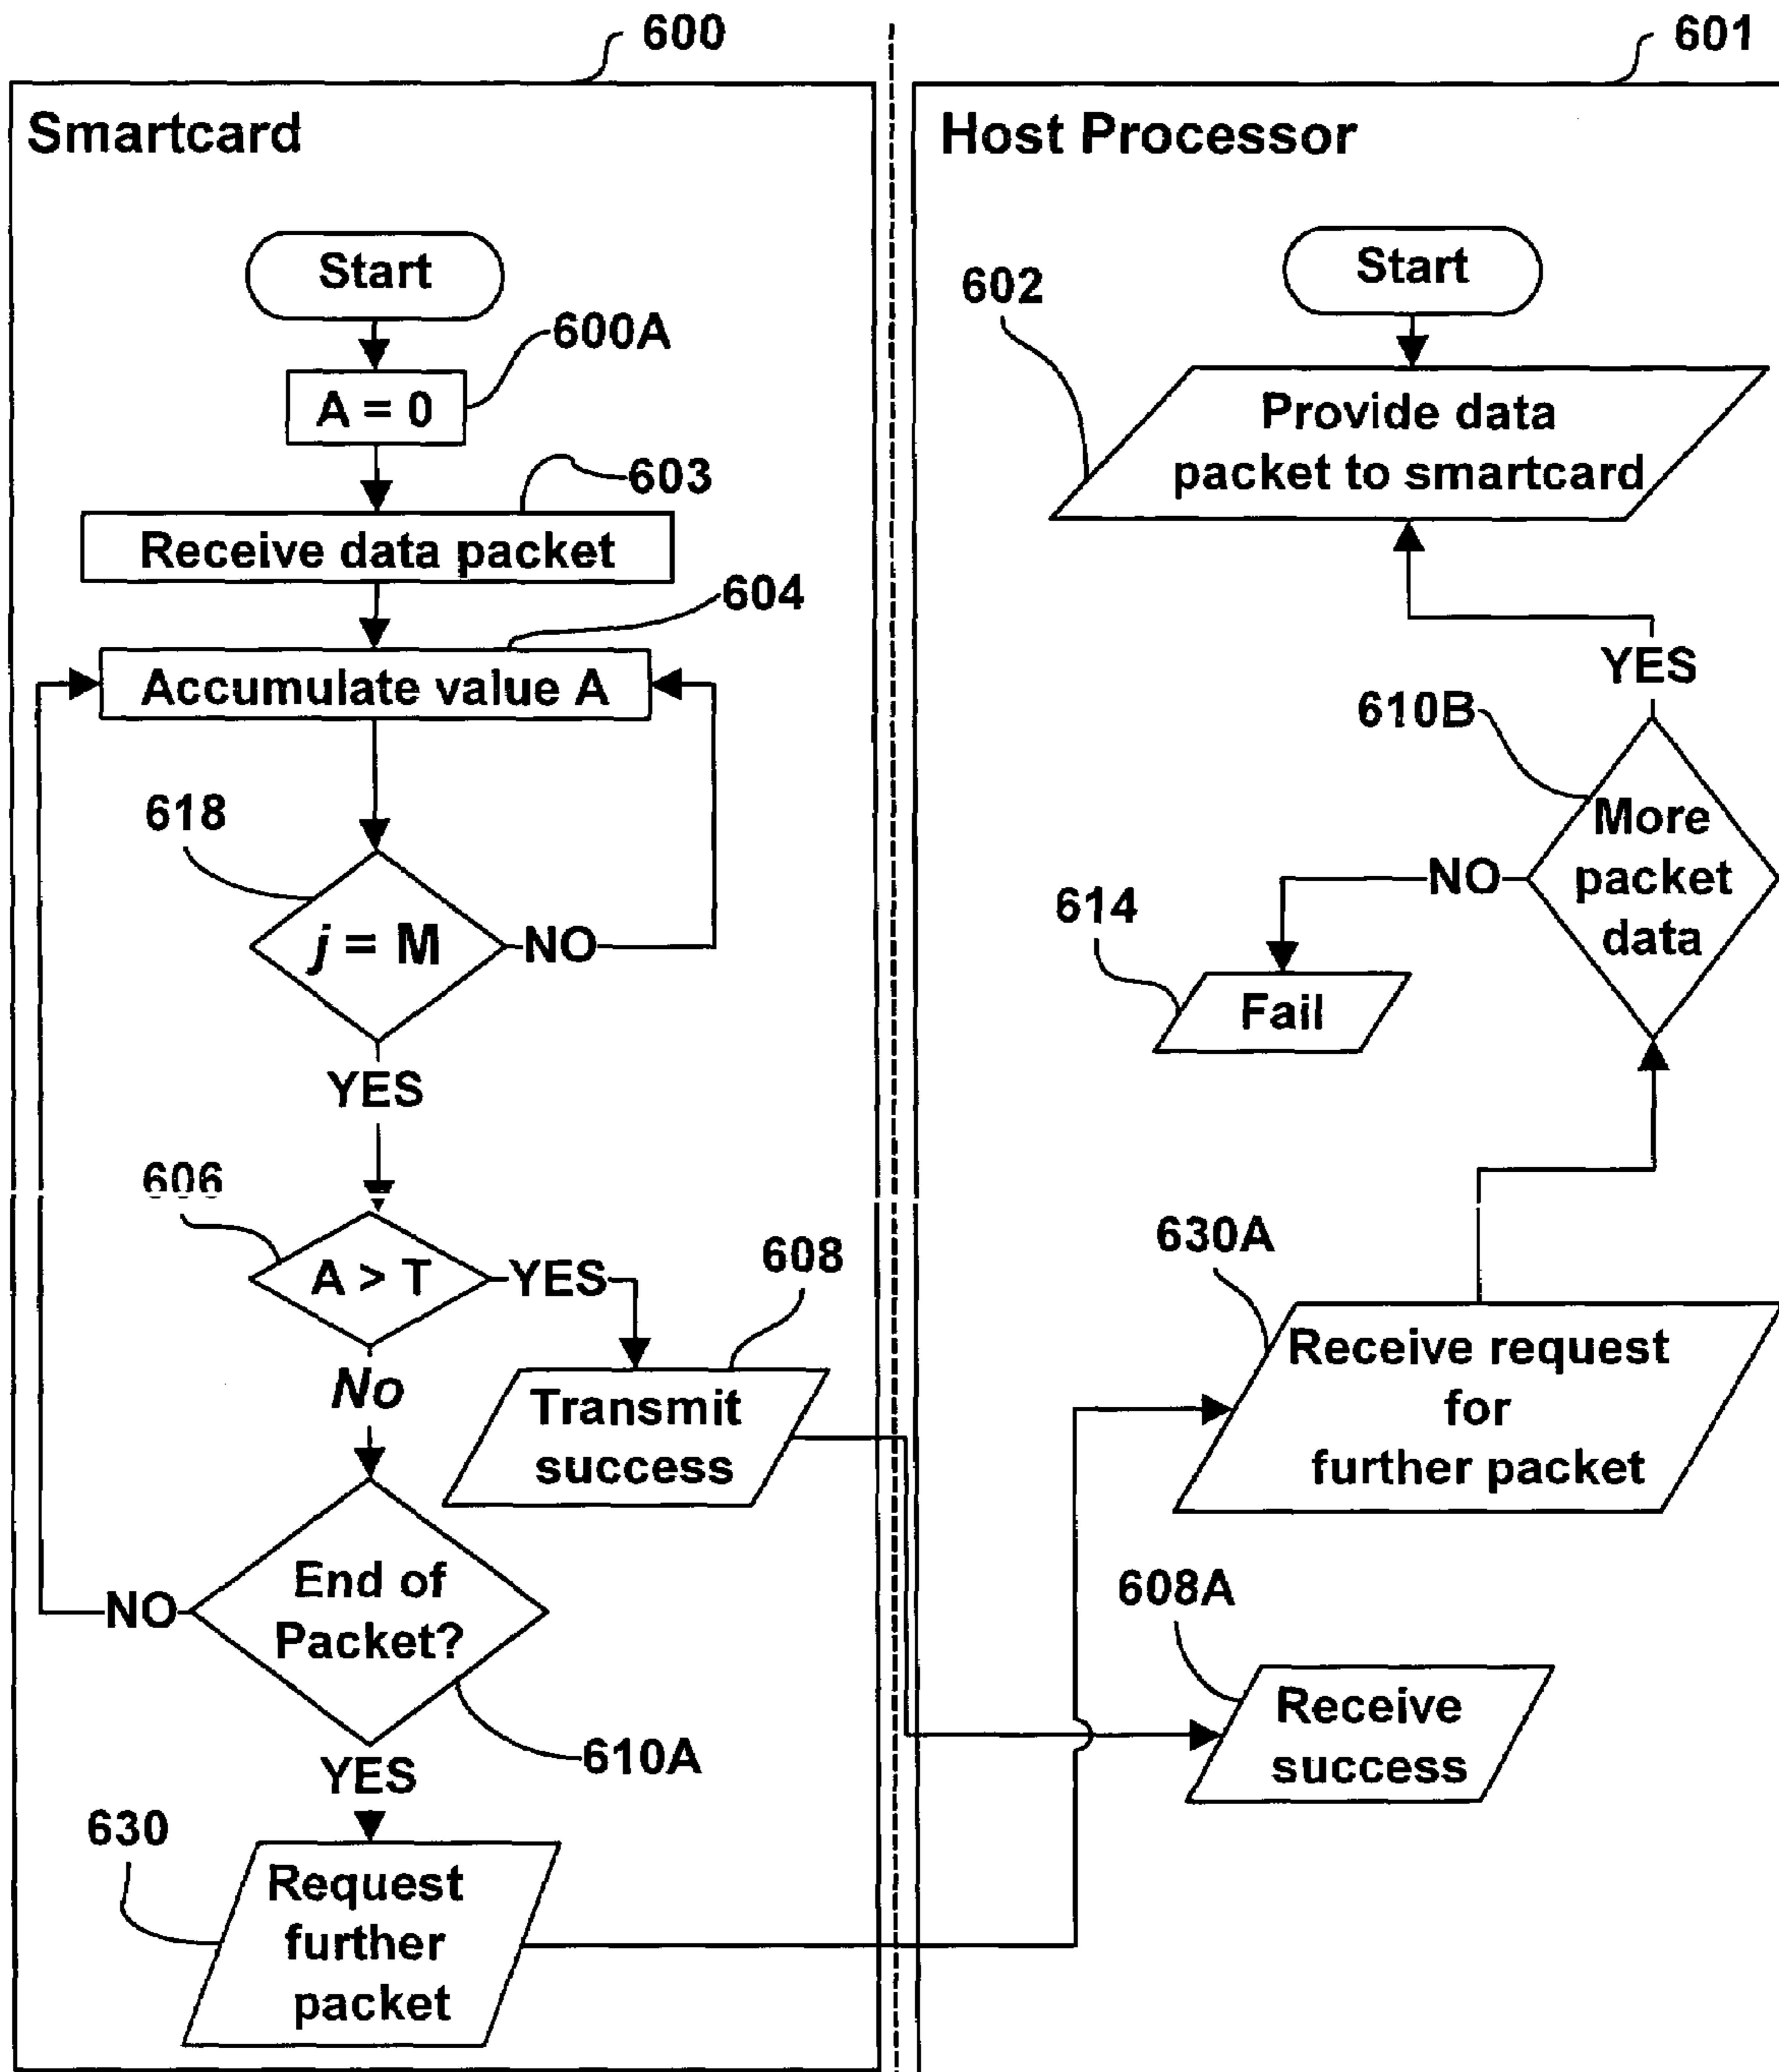 600
601
Smartcard
Start
600A
A = 0
603
Receive data packet
604
Accumulate value A
618
j = M
NO
YES
606
A > T
YES
608
No
Transmit
success
End of
Packet?
NO
610A
YES
630
Request
further
packet
Host Processor
Start
602
Provide data
packet to smartcard
YES
610B
More
packet
data
NO
614
Fail
630A
Receive request
for
further packet
608A
Receive
success